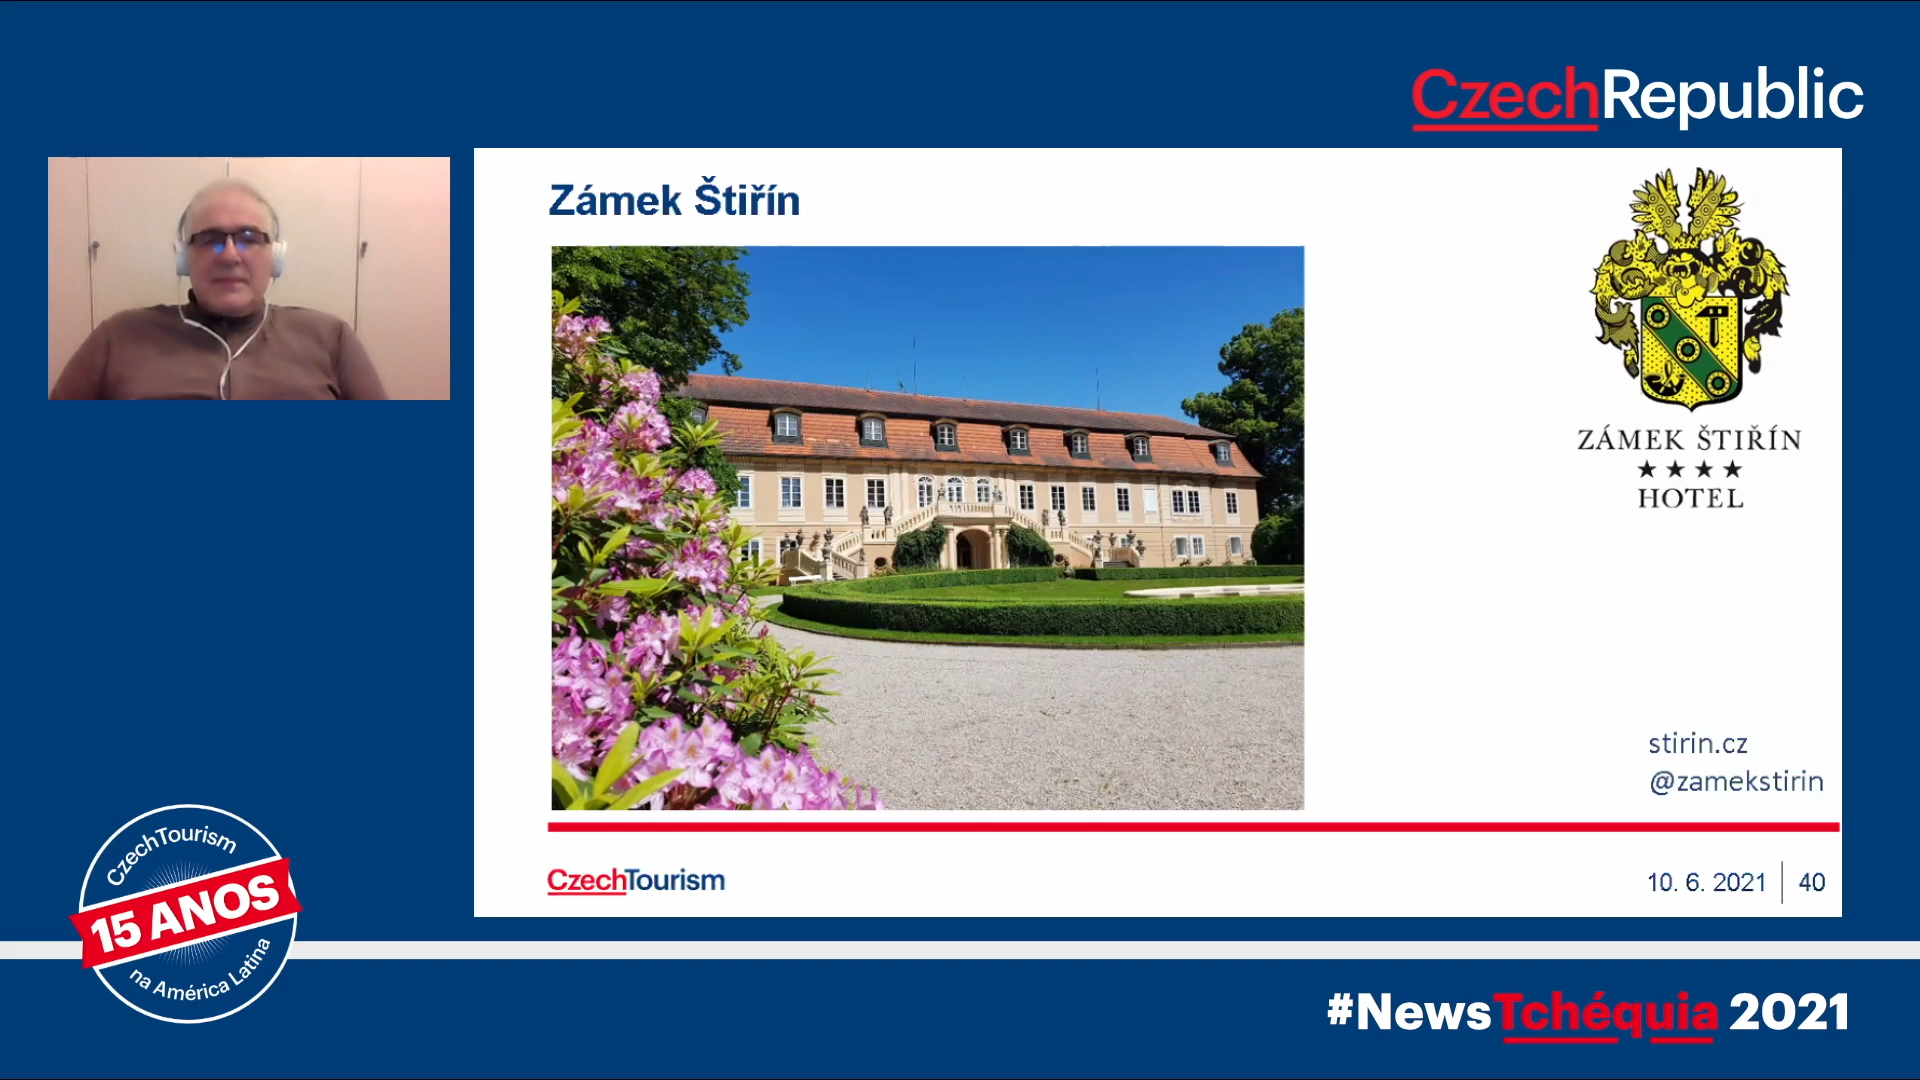 CzechRepublic
Zámek Štiřín
ZÁMEK ŠTIŘÍN
★★★★
HOTEL
stirin.cz
@zamekstirin
CzechTourism
10. 6. 2021 | 40
CzechTourism
15 ANOS
na América Latina
#NewsTchéquia 2021